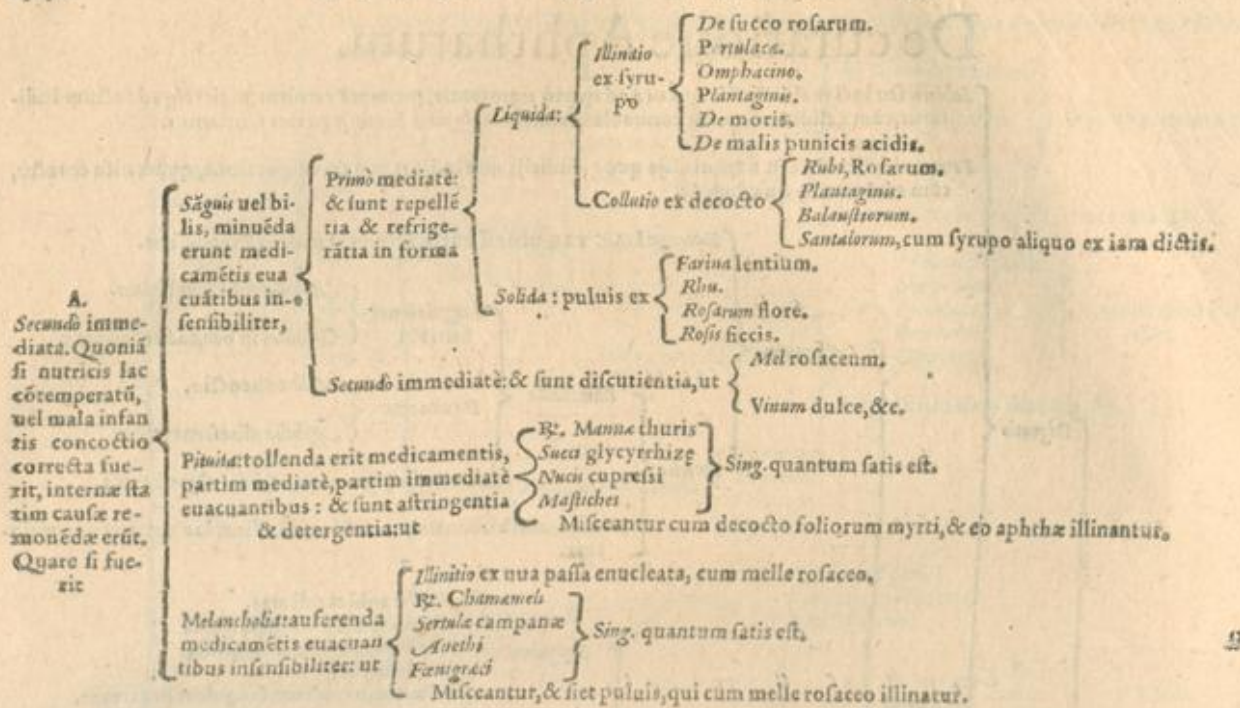 A.
Secundò imme-
diata. Quoniã
si nutricis lac
cõtemperatũ,
uel mala infan
tis concoctio
correcta fue-
rit, internæ sta
tim causæ re-
mouẽdæ erũt.
Quare si fue-
rit
Sãguis uel bi-
lis, minuẽda
erunt medi-
camẽtis eua
cuãtibus in-
sensibiliter,
Primò mediatè:
& sunt repellẽ
tia & refrige-
rãtia in forma
Liquida:
Illinitio
ex syru-
po
De succo rosarum.
Portulacæ.
Omphacino.
Plantaginis.
De moris.
De malis punicis acidis.
Collutio ex decocto
Rubi, Rosarum.
Plantaginis.
Balaustiorum.
Santalorum, cum syrupo aliquo ex iam dictis.
Solida: puluis ex
Farina lentium.
Rhu.
Rosarum flore.
Rosis siccis.
Secundò immediatè: & sunt discutientia, ut
Mel rosaceum.
Vinum dulce, &c.
Pituita: tollenda erit medicamentis,
partim mediatè, partim immediatè
euacuantibus: & sunt astringentia
& detergentia: ut
℞. Mannæ thuris
Succi glycyrrhizę
Nucis cupressi
Mastiches
Sing. quantum satis est.
Misceantur cum decocto foliorum myrti, & eo aphthæ illinantur.
Melancholia: auferenda
medicamẽtis euacuan
tibus insensibiliter: ut
Illinitio ex uua passa enucleata, cum melle rosaceo.
℞. Chamæmeli
Sertulæ campanæ
Anethi
Fœnigræci
Sing. quantum satis est.
Misceantur, & fiet puluis, qui cum melle rosaceo illinatur.